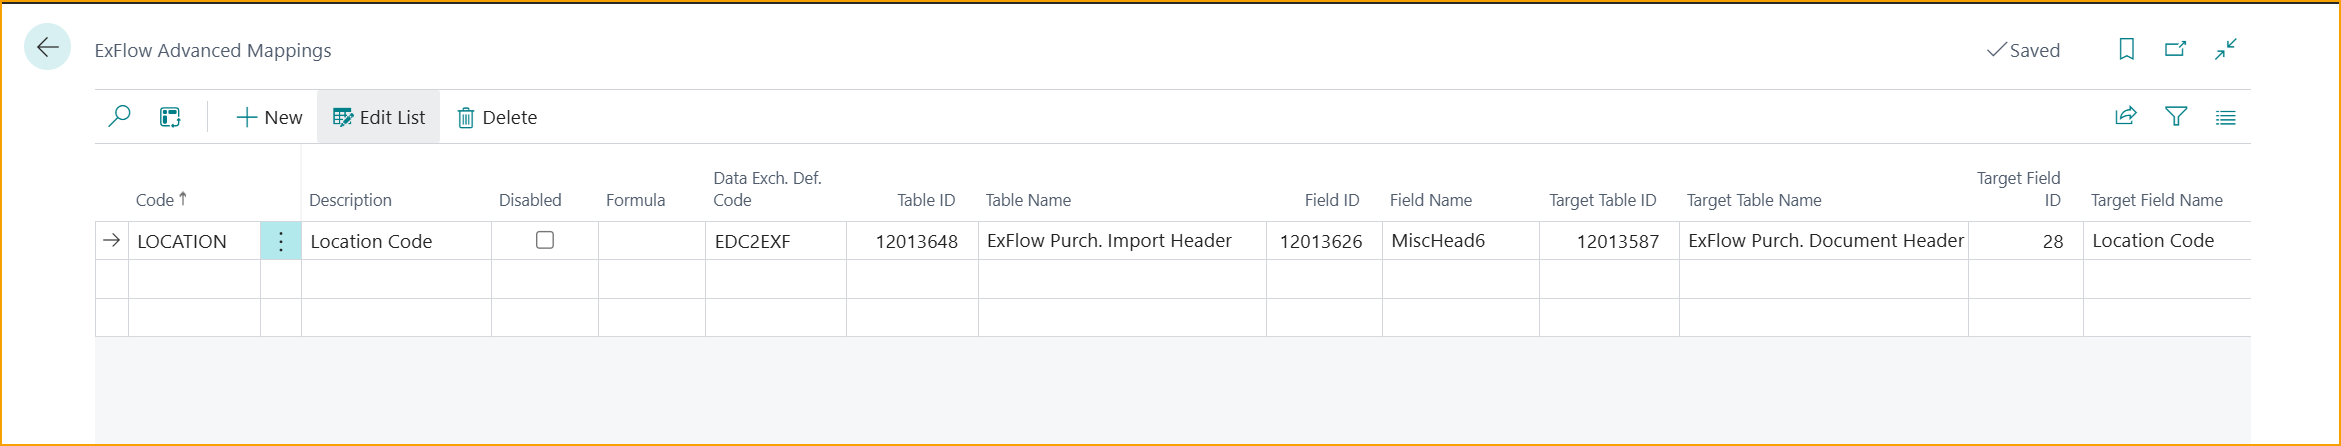 ExFlow Advanced Mappings
Saved
New Edit List Delete
Code Description Disabled Formula Data Exch. Def. Code Table ID Table Name Field ID Field Name Target Table ID Target Table Name Target Field ID Target Field Name
LOCATION Location Code EDC2EXF 12013648 ExFlow Purch. Import Header 12013626 MiscHead6 12013587 ExFlow Purch. Document Header 28 Location Code